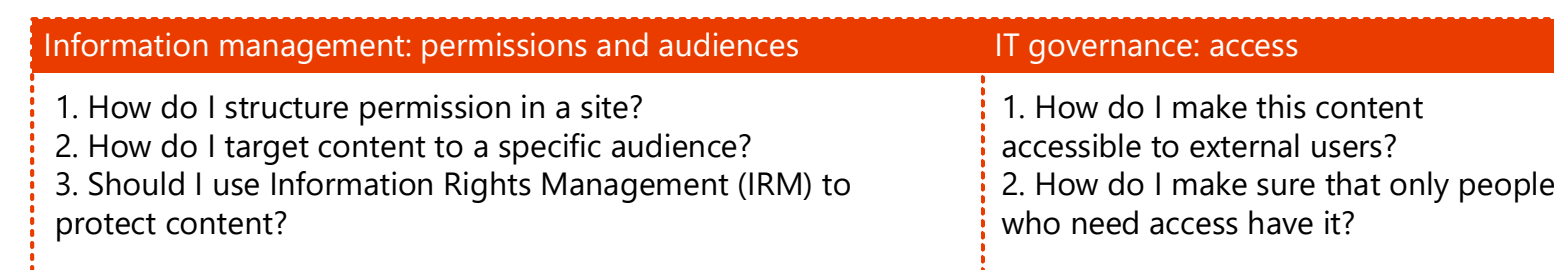 Information management: permissions and audiences
1. How do I structure permission in a site?
2. How do I target content to a specific audience?
3. Should I use Information Rights Management (IRM) to
protect content?
IT governance: access
1. How do I make this content
accessible to external users?
2. How do I make sure that only people
who need access have it?